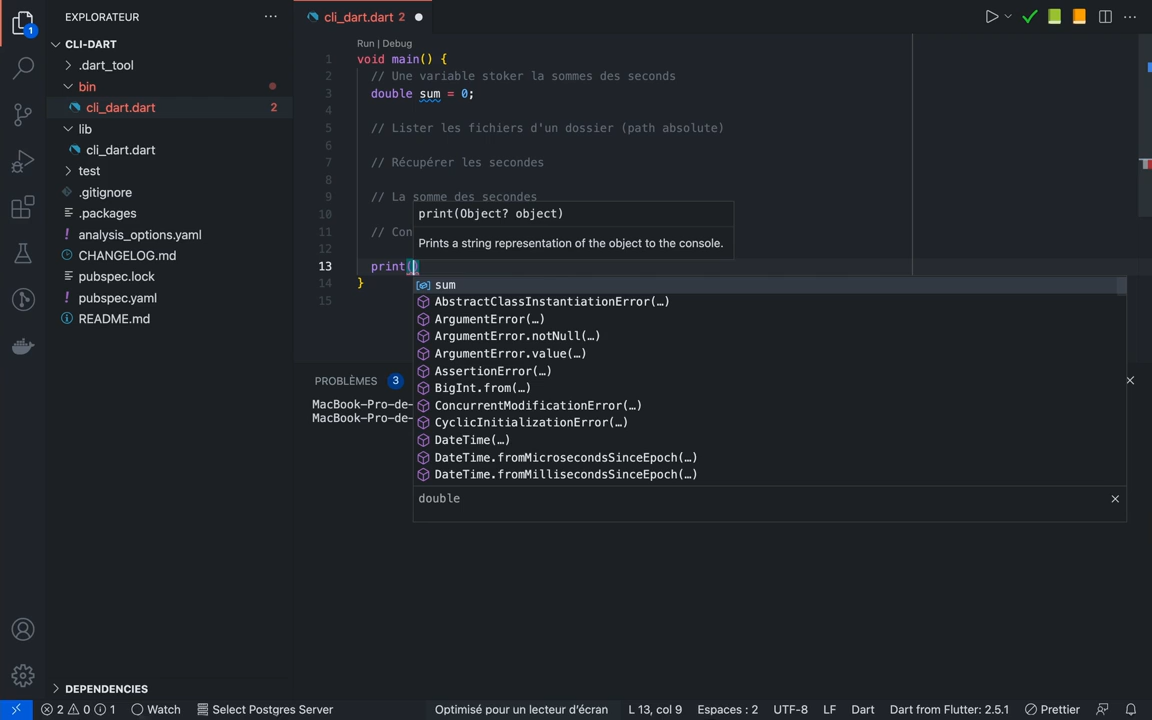 EXPLORATEUR
cli_dart.dart 2
1
CLI-DART
.dart_tool
bin
cli_dart.dart 2
lib
cli_dart.dart
test
.gitignore
.packages
analysis_options.yaml
CHANGELOG.md
pubspec.lock
pubspec.yaml
README.md
DEPENDENCIES
Run | Debug
1 void main() {
2 // Une variable stoker la sommes des seconds
3 double sum = 0;
4
5 // Lister les fichiers d'un dossier (path absolute)
6
7 // Récupérer les secondes
8
9 // La somme des secondes
10
11 // Con
12
13 print()
14 }
15
print(Object? object)
Prints a string representation of the object to the console.
sum
AbstractClassInstantiationError(…)
ArgumentError(…)
ArgumentError.notNull(…)
ArgumentError.value(…)
AssertionError(…)
BigInt.from(…)
ConcurrentModificationError(…)
CyclicInitializationError(…)
DateTime(…)
DateTime.fromMicrosecondsSinceEpoch(…)
DateTime.fromMillisecondsSinceEpoch(…)
double
PROBLÈMES 3
MacBook-Pro-de-
MacBook-Pro-de-
2 0 1 Watch Select Postgres Server Optimisé pour un lecteur d'écran L 13, col 9 Espaces : 2 UTF-8 LF Dart Dart from Flutter: 2.5.1 Prettier